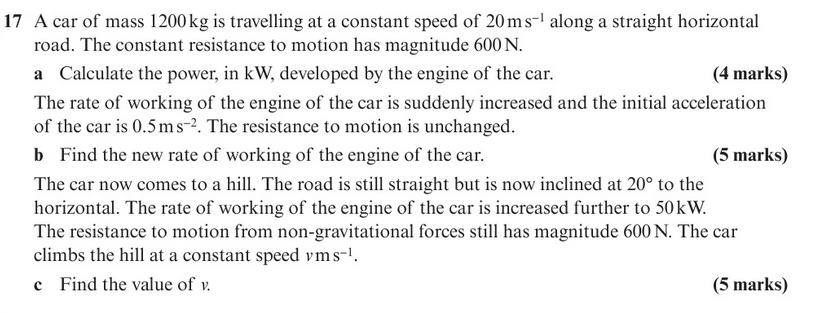 17 A car of mass 1200 kg is travelling at a constant speed of 20 m s⁻¹ along a straight horizontal
road. The constant resistance to motion has magnitude 600 N.
a Calculate the power, in kW, developed by the engine of the car. (4 marks)
The rate of working of the engine of the car is suddenly increased and the initial acceleration
of the car is 0.5 m s⁻². The resistance to motion is unchanged.
b Find the new rate of working of the engine of the car. (5 marks)
The car now comes to a hill. The road is still straight but is now inclined at 20° to the
horizontal. The rate of working of the engine of the car is increased further to 50 kW.
The resistance to motion from non-gravitational forces still has magnitude 600 N. The car
climbs the hill at a constant speed v m s⁻¹.
c Find the value of v. (5 marks)